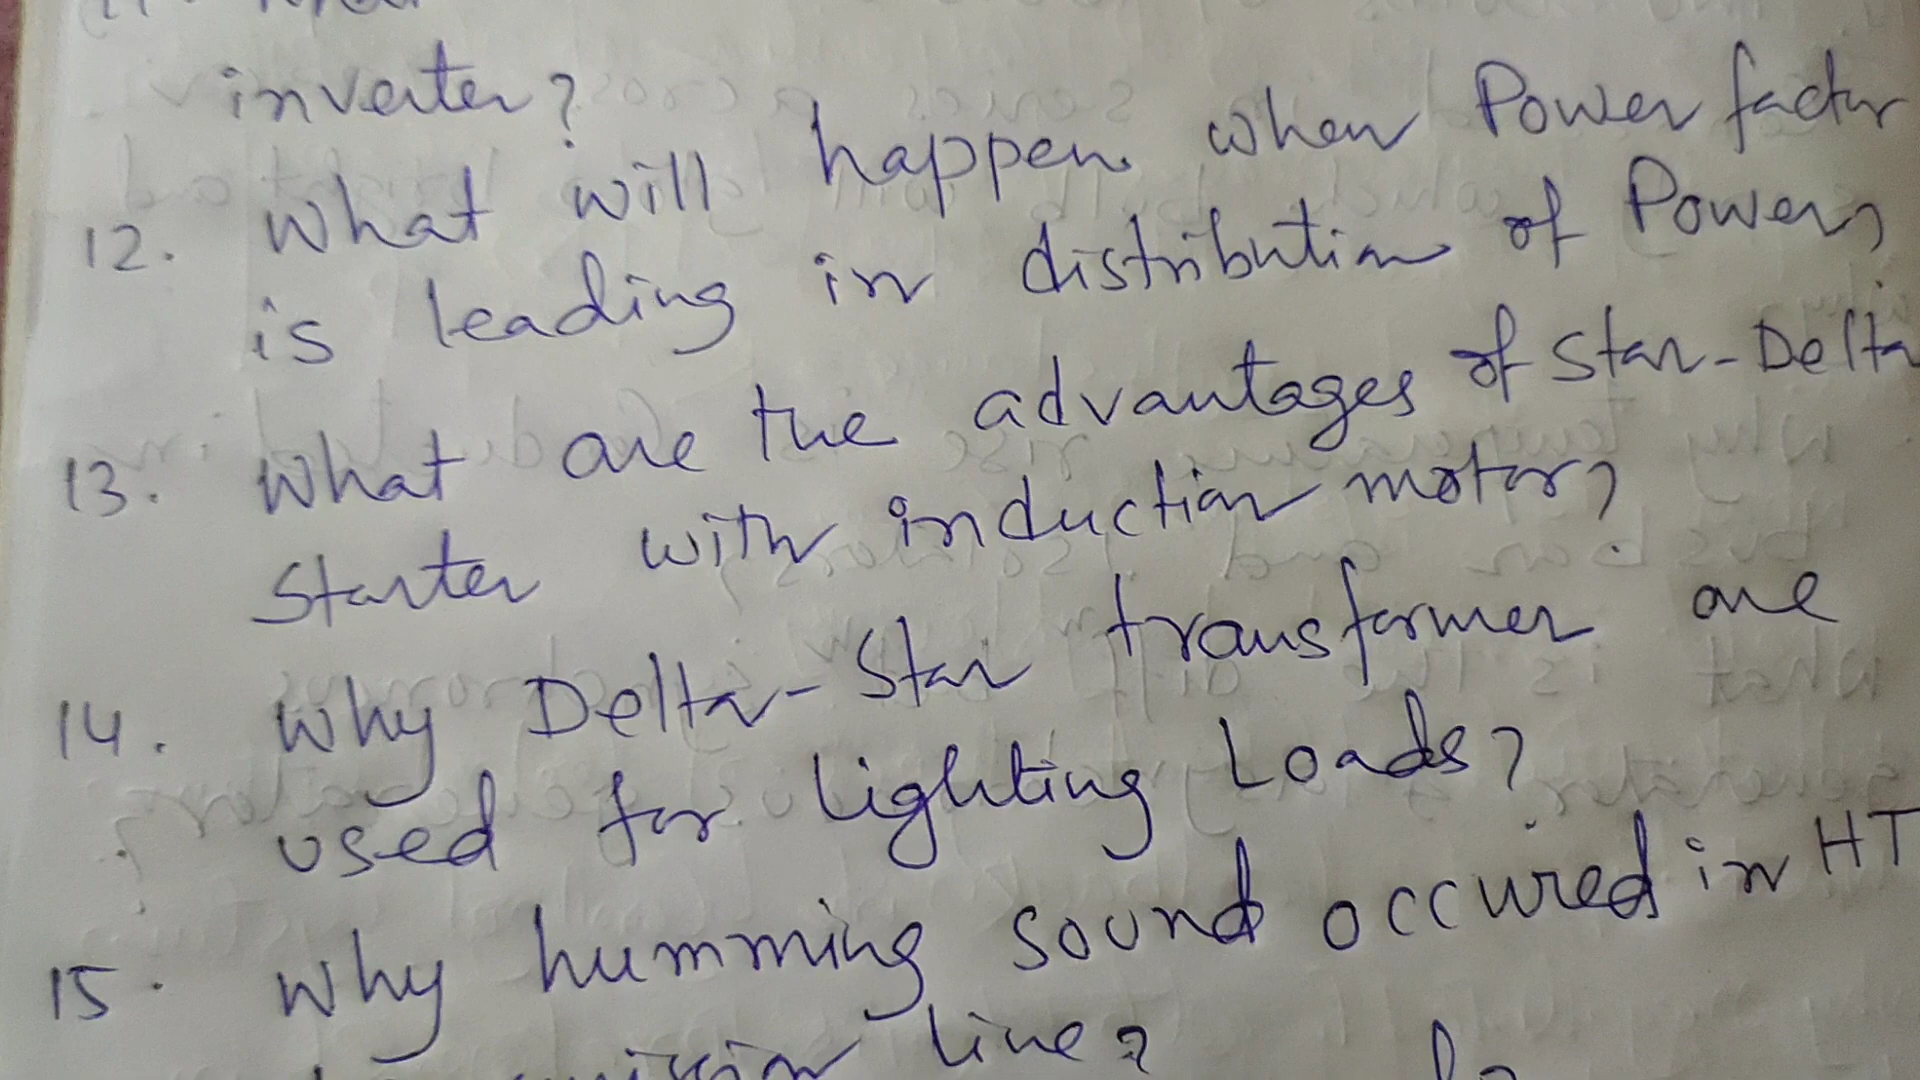 inverter?
12. What will happen when Power factor
is leading in distribution of Power?
13. What are the advantages of Star-Delta
Starter with induction motor?
14. Why Delta-Star transformer are
used for lighting Loads?
15. Why humming sound occured in HT
line?